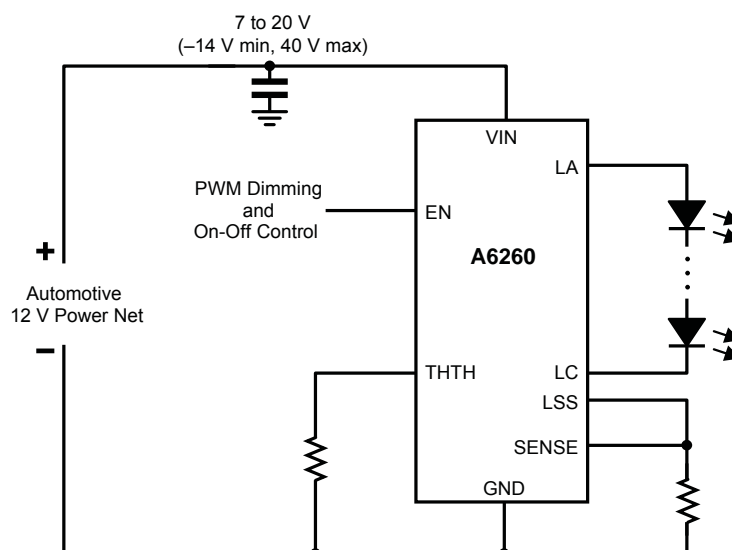 7 to 20 V
(–14 V min, 40 V max)
VIN
LA
PWM Dimming
and
On-Off Control
EN
A6260
+
Automotive
12 V Power Net
–
THTH
LC
LSS
SENSE
GND